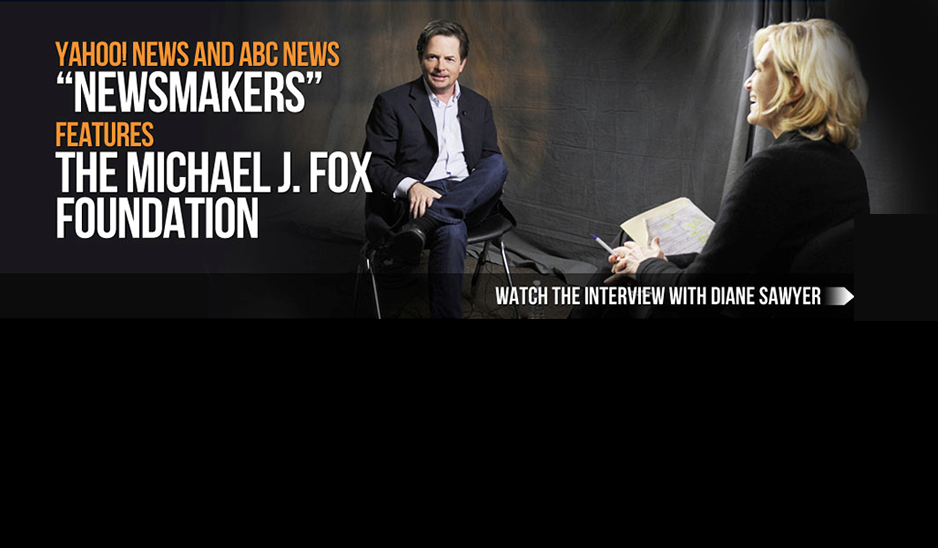 YAHOO! NEWS AND ABC NEWS
“NEWSMAKERS”
FEATURES
THE MICHAEL J. FOX
FOUNDATION
WATCH THE INTERVIEW WITH DIANE SAWYER